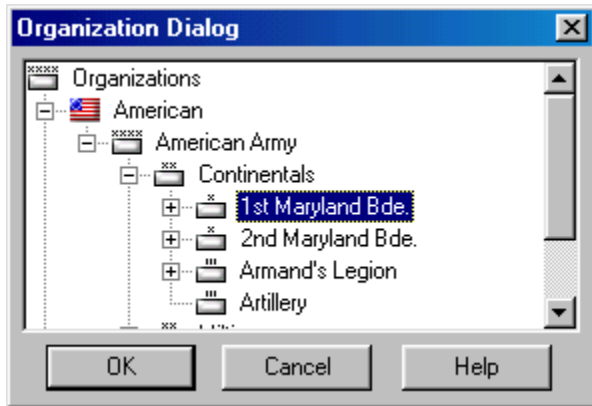 Organization Dialog
Organizations
American
American Army
Continentals
1st Maryland Bde.
2nd Maryland Bde.
Armand's Legion
Artillery
OK Cancel Help